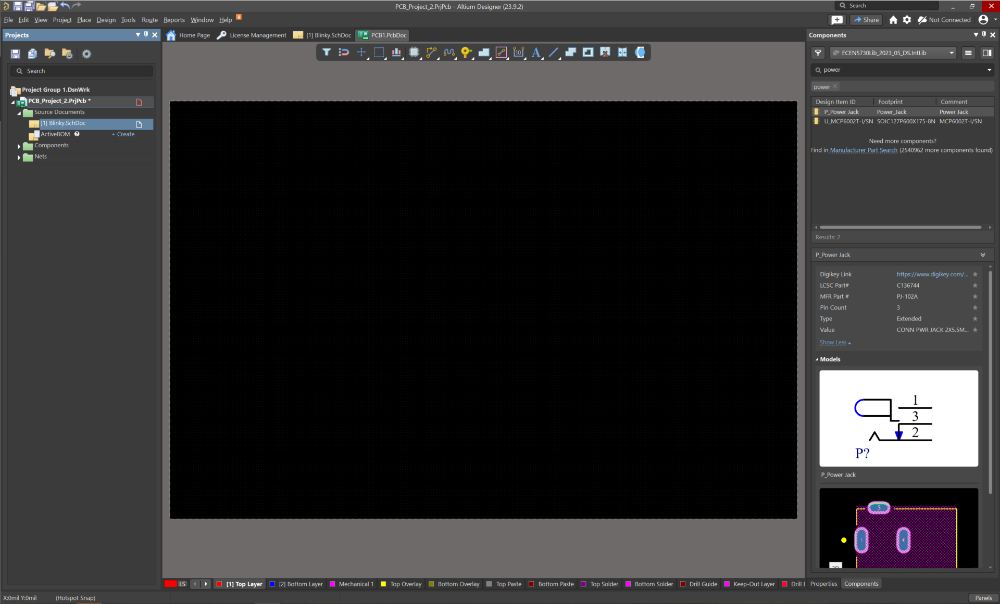 PCB_Project_2.PrjPcb - Altium Designer (23.9.2)
Search
File Edit View Project Place Design Tools Route Reports Window Help
Share
Not Connected
Projects
Home Page
License Management
[1] Blinky.SchDoc
PCB1.PcbDoc
Components
Search
Project Group 1.DsnWrk
PCB_Project_2.PrjPcb *
Source Documents
[1] Blinky.SchDoc
ActiveBOM ? + Create
Components
Nets
10
A
ECEN5730Lib_2023_05_DS.IntLib
power
power
Design Item ID Footprint Comment
P_Power Jack Power_Jack Power Jack
U_MCP6002T-I/SN SOIC127P600X175-8N MCP6002T-I/SN
Need more components?
Find in Manufacturer Part Search (2540962 more components found)
Results: 2
P_Power Jack
Digikey Link https://www.digikey.com/...
LCSC Part# C136744
MFR Part # PJ-102A
Pin Count 3
Type Extended
Value CONN PWR JACK 2X5.5M...
Show Less
Models
1
3
2
P?
P_Power Jack
3
1
LS
[1] Top Layer
[2] Bottom Layer
Mechanical 1
Top Overlay
Bottom Overlay
Top Paste
Bottom Paste
Top Solder
Bottom Solder
Drill Guide
Keep-Out Layer
Drill
Properties
Components
X:0mil Y:0mil (Hotspot Snap)
Panels